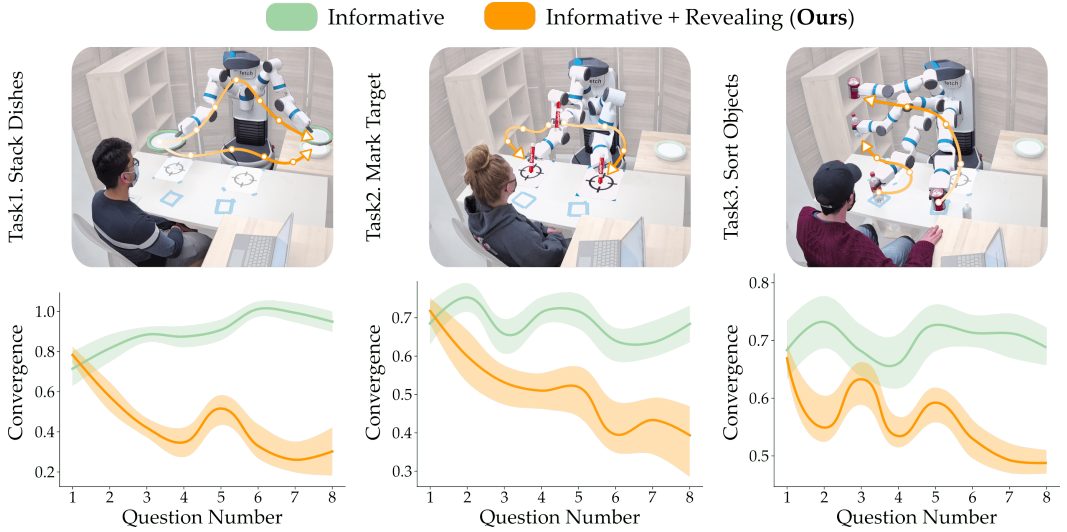 Informative
Informative + Revealing (Ours)
Task1. Stack Dishes
fetch
Task2. Mark Target
fetch
Task3. Sort Objects
fetch
Convergence
1.0
0.8
0.6
0.4
0.2
1 2 3 4 5 6 7 8
Question Number
Convergence
0.7
0.6
0.5
0.4
0.3
1 2 3 4 5 6 7 8
Question Number
Convergence
0.8
0.7
0.6
0.5
1 2 3 4 5 6 7 8
Question Number